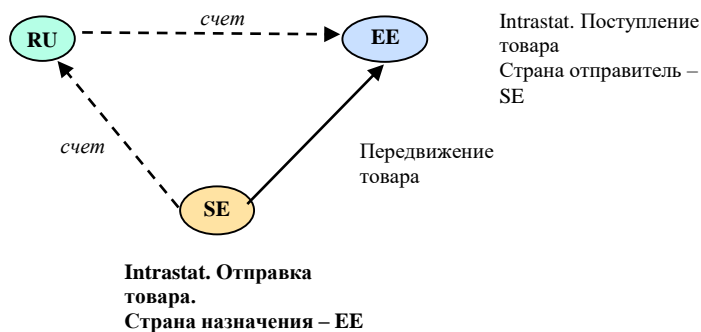 счет
RU
EE
Intrastat. Поступление
товара
Страна отправитель –
SE
счет
Передвижение
товара
SE
Intrastat. Отправка
товара.
Страна назначения – EE